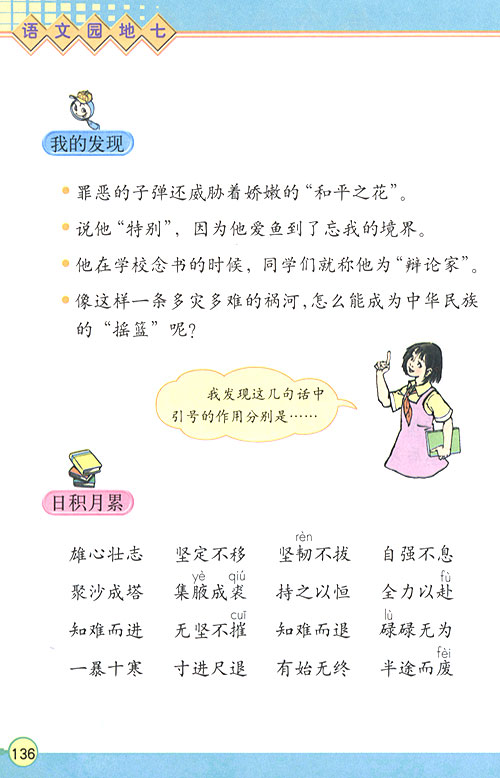 语文园地七
我的发现
罪恶的子弹还威胁着娇嫩的“和平之花”。
说他“特别”，因为他爱鱼到了忘我的境界。
他在学校念书的时候，同学们就称他为“辩论家”。
像这样一条多灾多难的祸河，怎么能成为中华民族
的“摇篮”呢？
我发现这几句话中
引号的作用分别是……
日积月累
rèn
雄心壮志 坚定不移 坚韧不拔 自强不息
yè qiú fù
聚沙成塔 集腋成裘 持之以恒 全力以赴
cuī lù
知难而进 无坚不摧 知难而退 碌碌无为
fèi
一暴十寒 寸进尺退 有始无终 半途而废
136